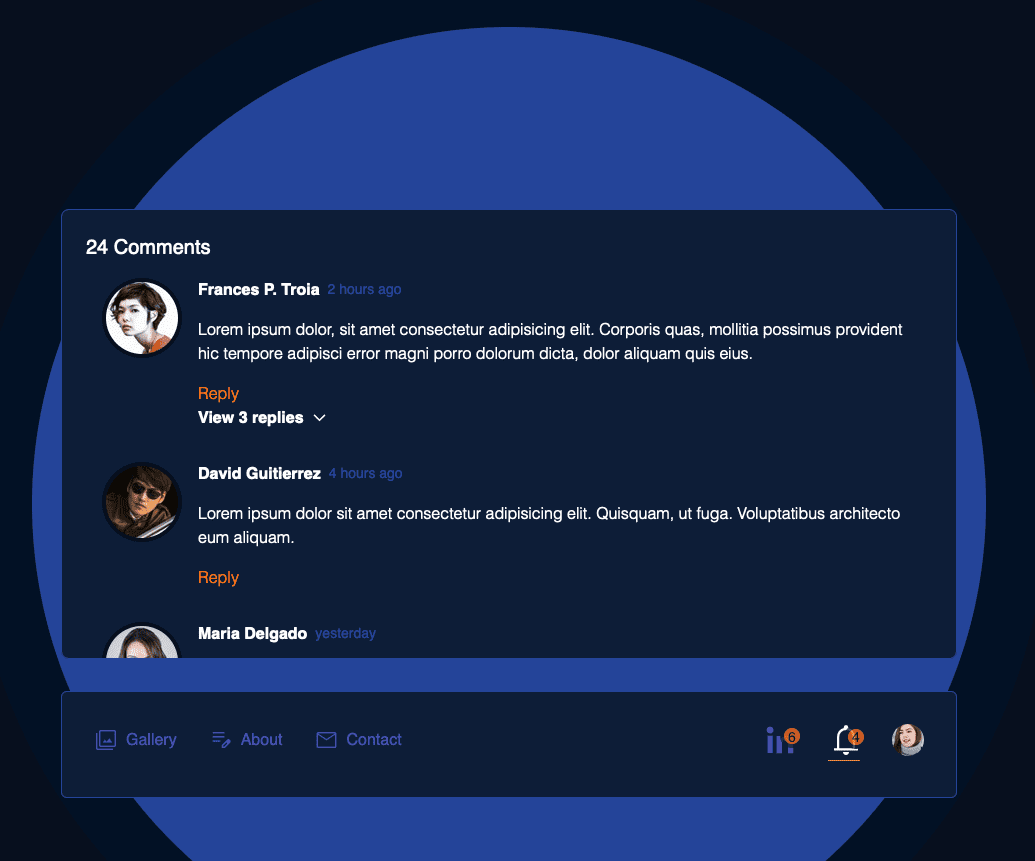 24 Comments
Frances P. Troia 2 hours ago
Lorem ipsum dolor, sit amet consectetur adipisicing elit. Corporis quas, mollitia possimus provident
hic tempore adipisci error magni porro dolorum dicta, dolor aliquam quis eius.
Reply
View 3 replies
David Guitierrez 4 hours ago
Lorem ipsum dolor sit amet consectetur adipisicing elit. Quisquam, ut fuga. Voluptatibus architecto
eum aliquam.
Reply
Maria Delgado yesterday
Gallery About Contact in 6 4